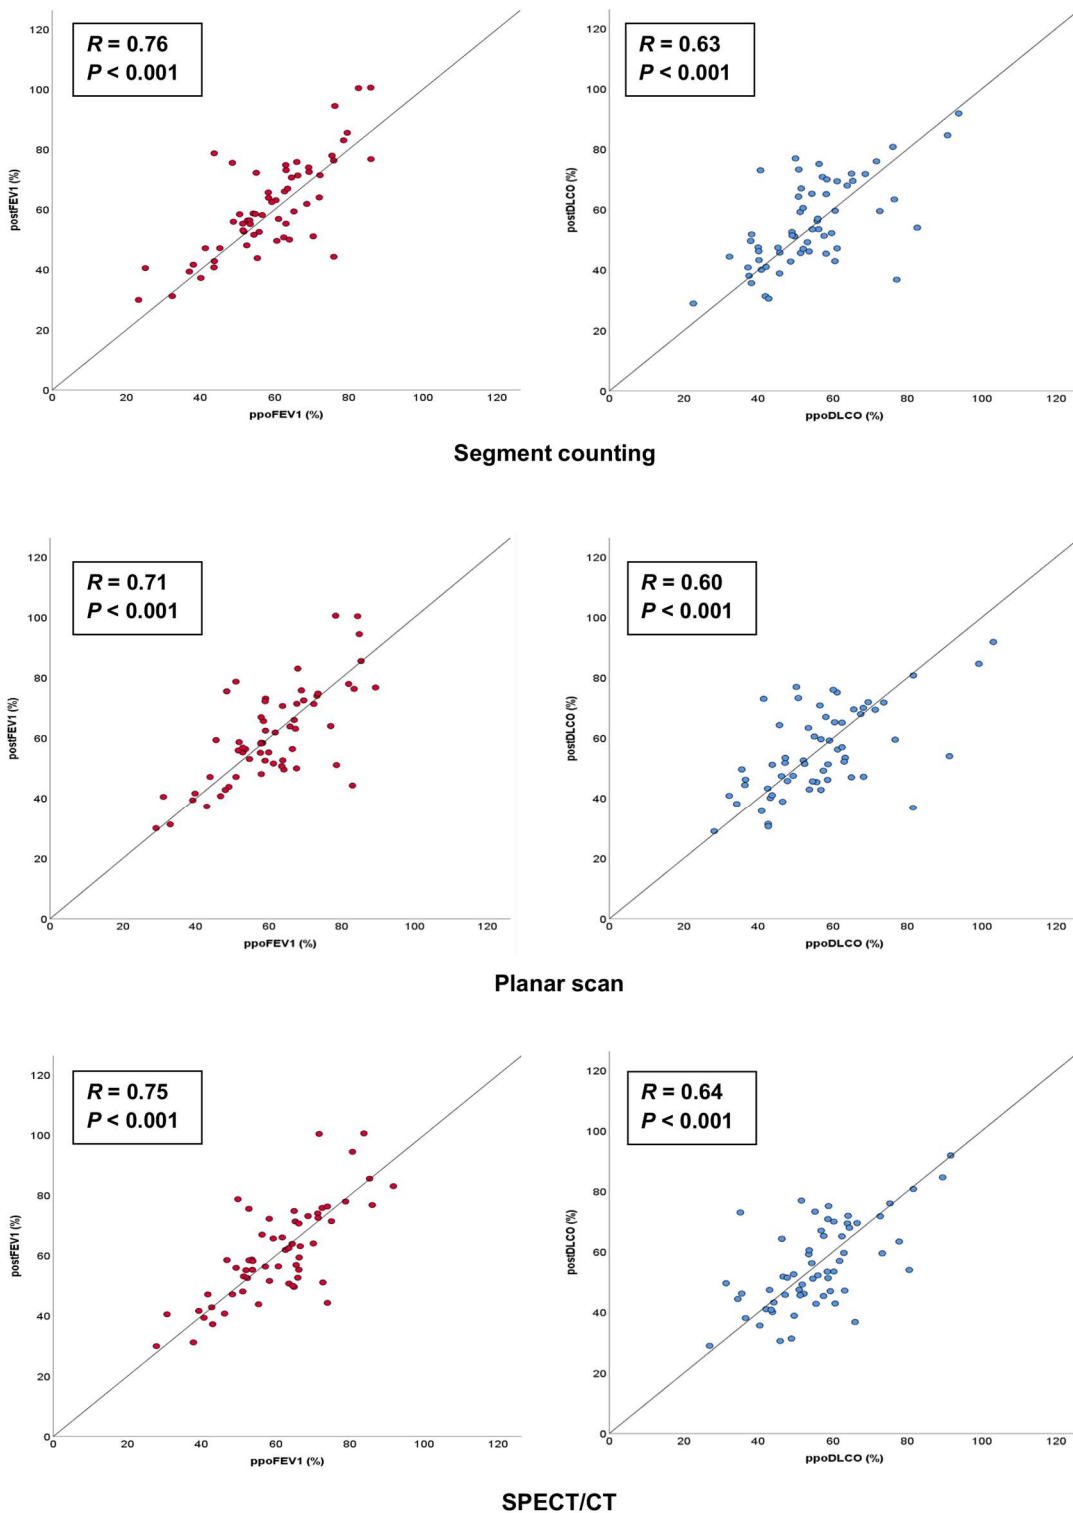 R = 0.76
P < 0.001
120
100
80
60
40
20
0
postFEV1 (%)
0 20 40 60 80 100 120
ppoFEV1 (%)
R = 0.63
P < 0.001
120
100
80
60
40
20
0
postDLCO (%)
0 20 40 60 80 100 120
ppoDLCO (%)
Segment counting
R = 0.71
P < 0.001
120
100
80
60
40
20
0
postFEV1 (%)
0 20 40 60 80 100 120
ppoFEV1 (%)
R = 0.60
P < 0.001
120
100
80
60
40
20
0
postDLCO (%)
0 20 40 60 80 100 120
ppoDLCO (%)
Planar scan
R = 0.75
P < 0.001
120
100
80
60
40
20
0
postFEV1 (%)
0 20 40 60 80 100 120
ppoFEV1 (%)
R = 0.64
P < 0.001
120
100
80
60
40
20
0
postDLCO (%)
0 20 40 60 80 100 120
ppoDLCO (%)
SPECT/CT